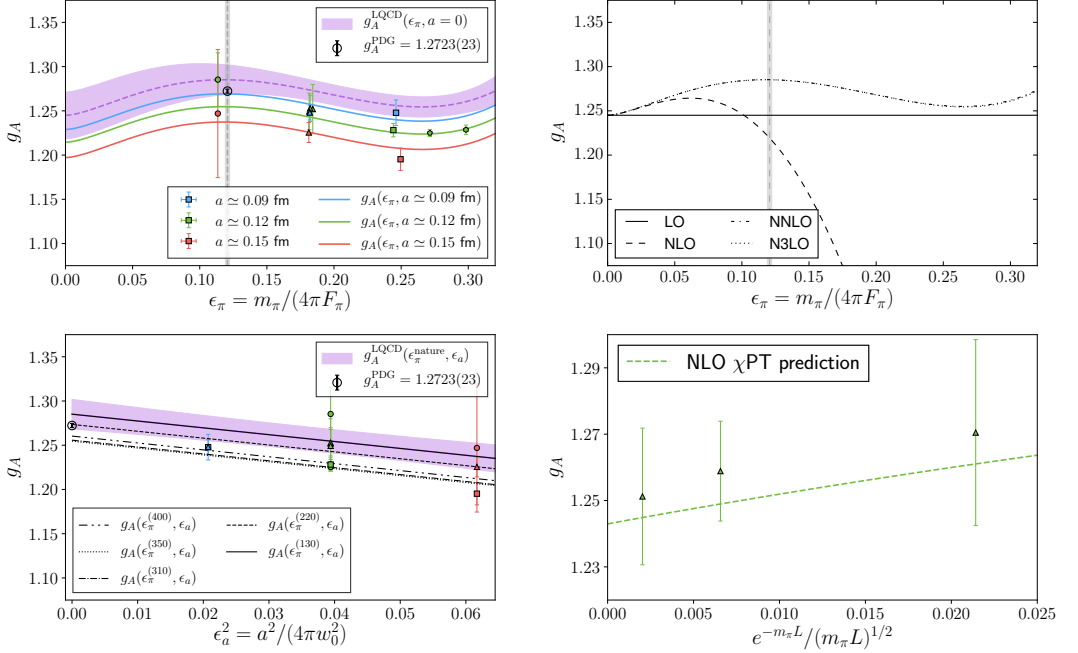 1.35
1.30
1.25
1.20
1.15
1.10
g_A
g_A^LQCD(ϵ_π, a = 0)
g_A^PDG = 1.2723(23)
a ≃ 0.09 fm
a ≃ 0.12 fm
a ≃ 0.15 fm
g_A(ϵ_π, a ≃ 0.09 fm)
g_A(ϵ_π, a ≃ 0.12 fm)
g_A(ϵ_π, a ≃ 0.15 fm)
0.00 0.05 0.10 0.15 0.20 0.25 0.30
ϵ_π = m_π/(4πF_π)
1.35
1.30
1.25
1.20
1.15
1.10
g_A
LO
NLO
NNLO
N3LO
0.00 0.05 0.10 0.15 0.20 0.25 0.30
ϵ_π = m_π/(4πF_π)
1.35
1.30
1.25
1.20
1.15
1.10
g_A
g_A^LQCD(ϵ_π^nature, ϵ_a)
g_A^PDG = 1.2723(23)
g_A(ϵ_π^(400), ϵ_a)
g_A(ϵ_π^(350), ϵ_a)
g_A(ϵ_π^(310), ϵ_a)
g_A(ϵ_π^(220), ϵ_a)
g_A(ϵ_π^(130), ϵ_a)
0.00 0.01 0.02 0.03 0.04 0.05 0.06
ϵ_a^2 = a^2/(4πw_0^2)
1.29
1.27
1.25
1.23
g_A
NLO χPT prediction
0.000 0.005 0.010 0.015 0.020 0.025
e^{-m_π L}/(m_π L)^{1/2}